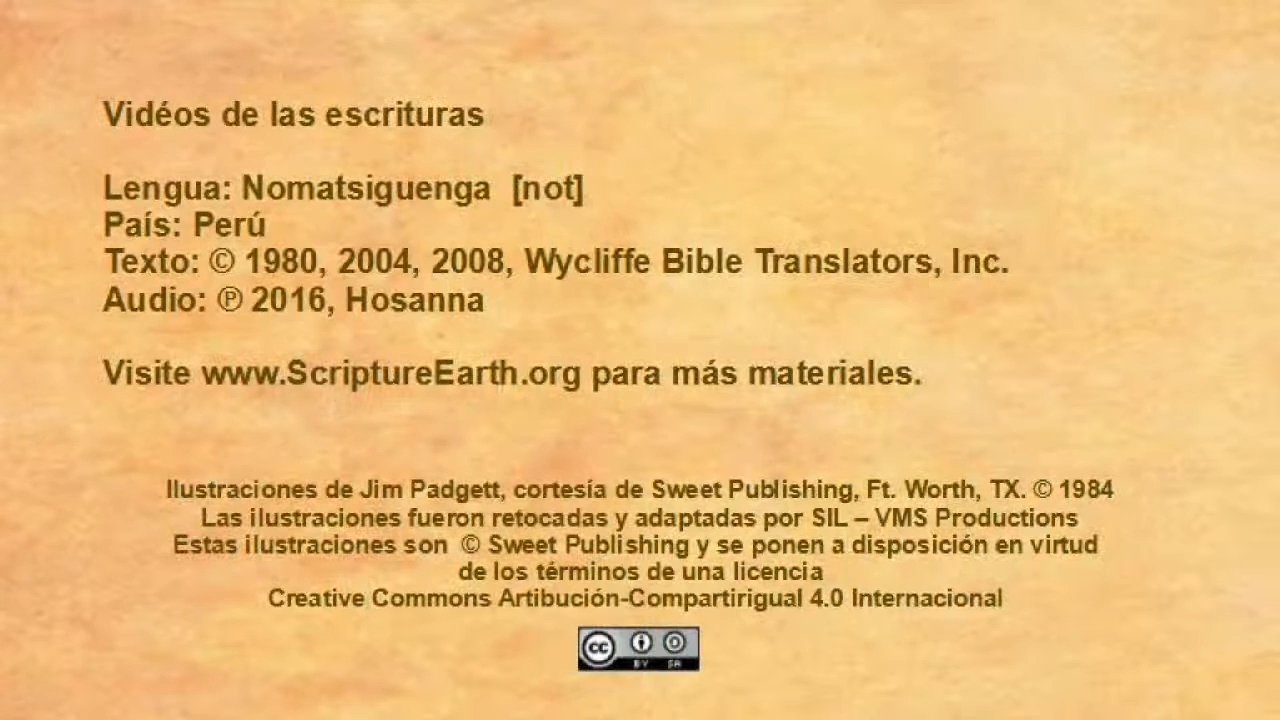 Vidéos de las escrituras
Lengua: Nomatsiguenga [not]
País: Perú
Texto: © 1980, 2004, 2008, Wycliffe Bible Translators, Inc.
Audio: ℗ 2016, Hosanna
Visite www.ScriptureEarth.org para más materiales.
Ilustraciones de Jim Padgett, cortesía de Sweet Publishing, Ft. Worth, TX. © 1984
Las ilustraciones fueron retocadas y adaptadas por SIL – VMS Productions
Estas ilustraciones son © Sweet Publishing y se ponen a disposición en virtud
de los términos de una licencia
Creative Commons Artibución-Compartirigual 4.0 Internacional
cc BY SA